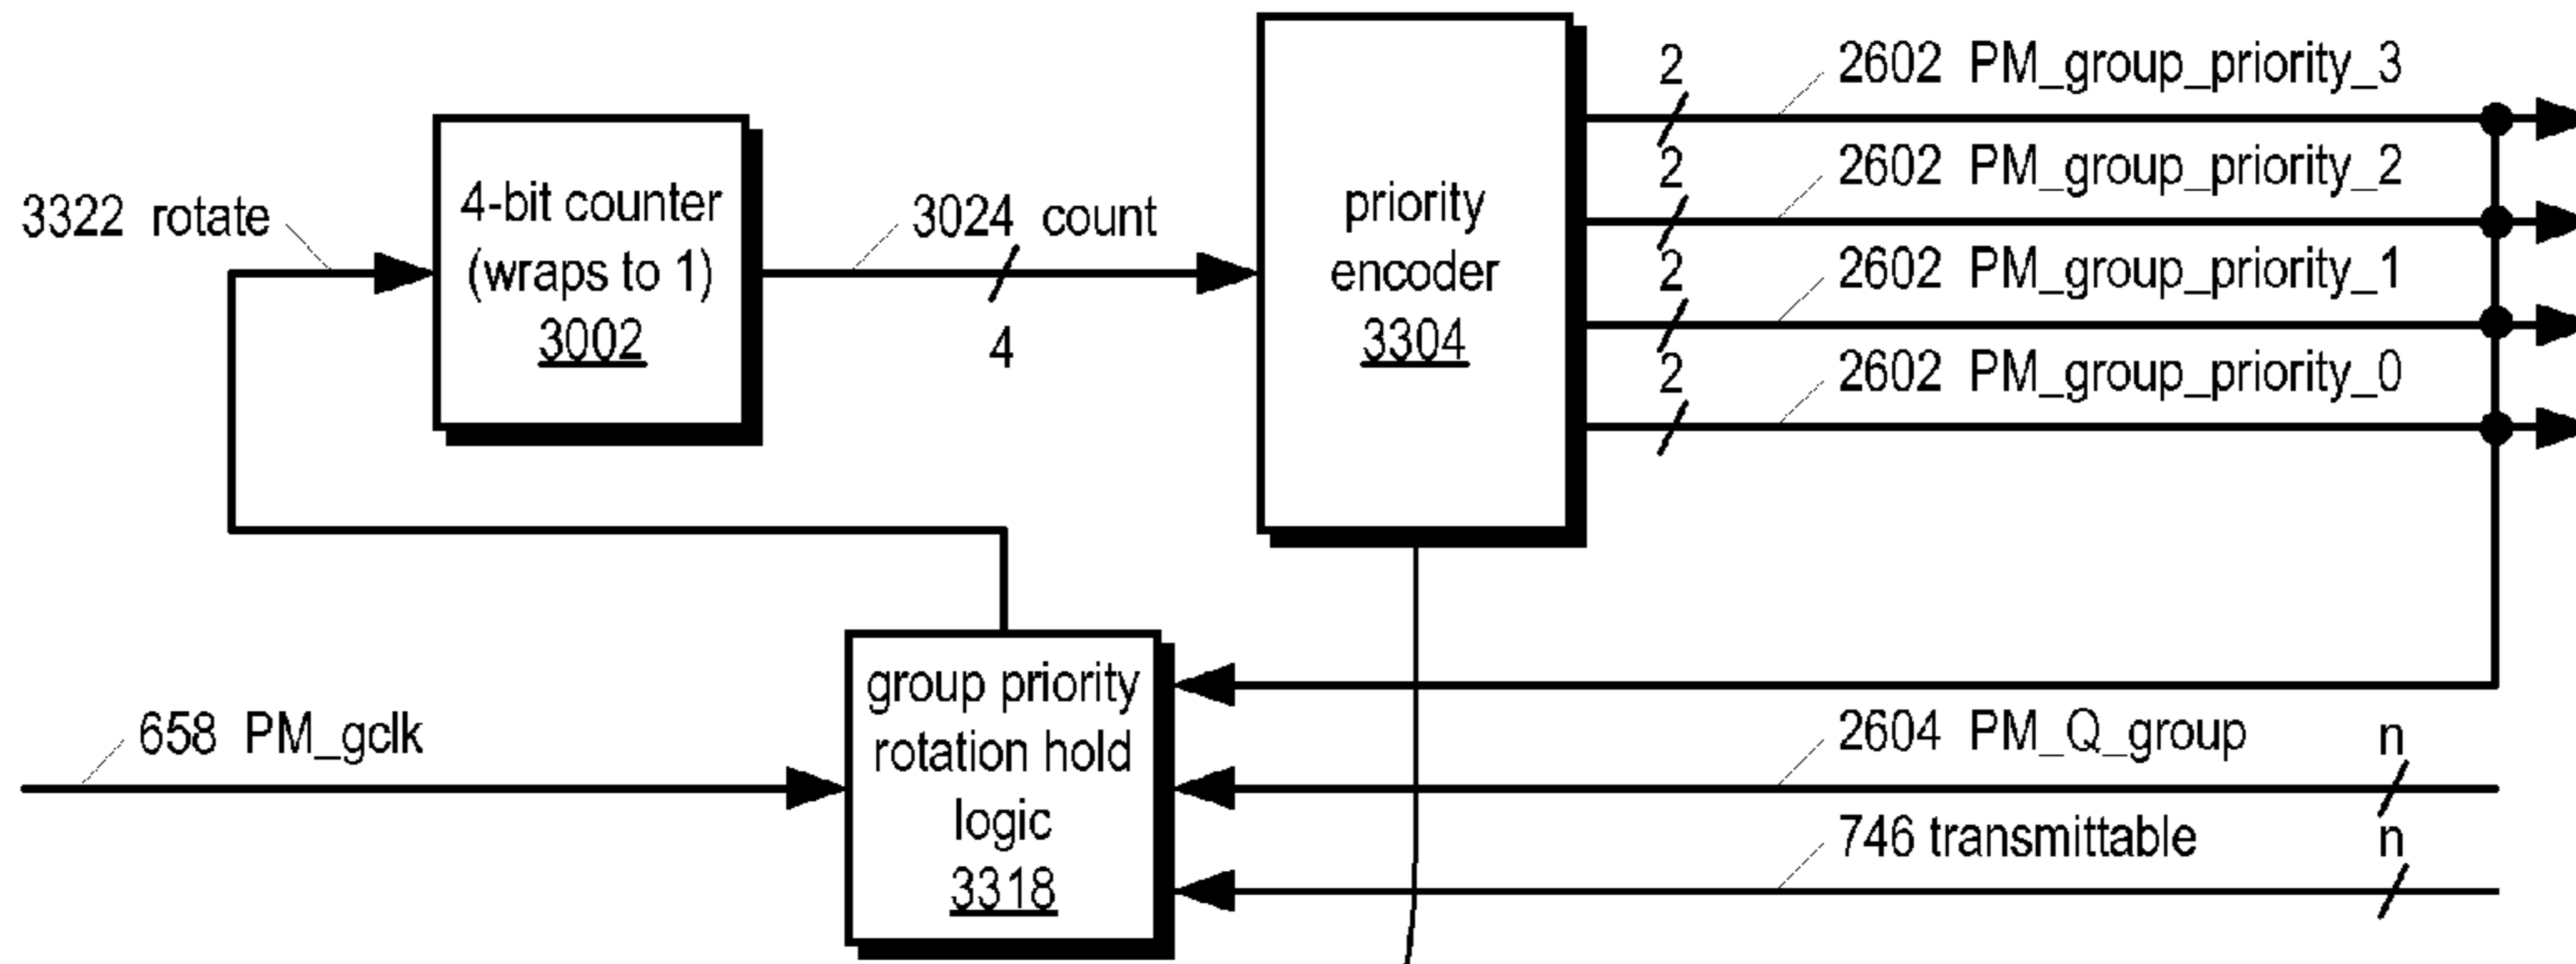 2
2602 PM_group_priority_3
2
2602 PM_group_priority_2
3322 rotate
4-bit counter
(wraps to 1)
3002
3024 count
4
priority
encoder
3304
2
2602 PM_group_priority_1
2
2602 PM_group_priority_0
group priority
rotation hold
logic
3318
658 PM_gclk
2604 PM_Q_group
n
746 transmittable
n